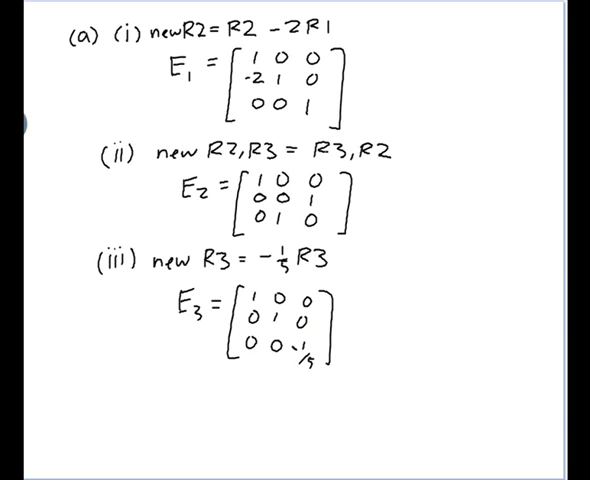 (a) (i) new R2 = R2 - 2R1
E1 = [ 1 0 0
-2 1 0
0 0 1 ]
(ii) new R2, R3 = R3, R2
E2 = [ 1 0 0
0 0 1
0 1 0 ]
(iii) new R3 = - 1/5 R3
E3 = [ 1 0 0
0 1 0
0 0 -1/5 ]